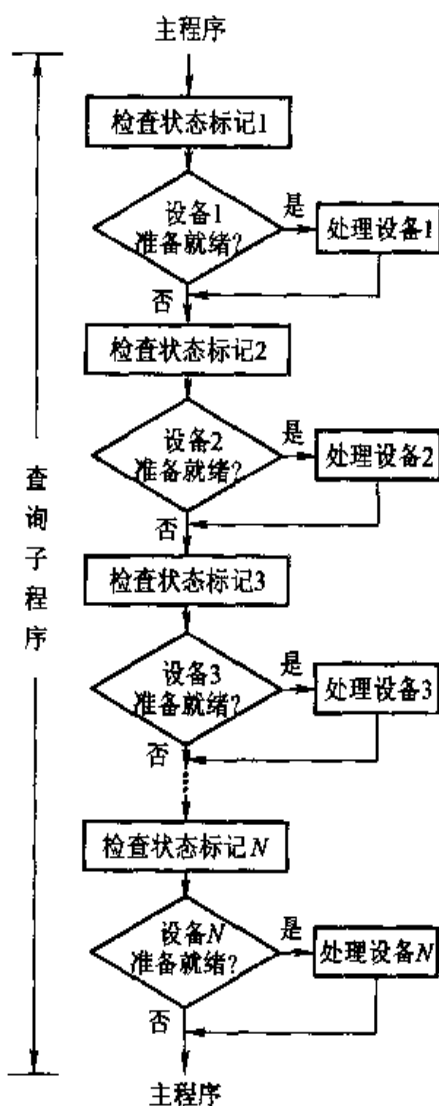 主程序
检查状态标记1
设备1
准备就绪?
是
处理设备1
否
检查状态标记2
设备2
准备就绪?
是
处理设备2
否
检查状态标记3
设备3
准备就绪?
是
处理设备3
否
检查状态标记N
设备N
准备就绪?
是
处理设备N
否
主程序
查询子程序